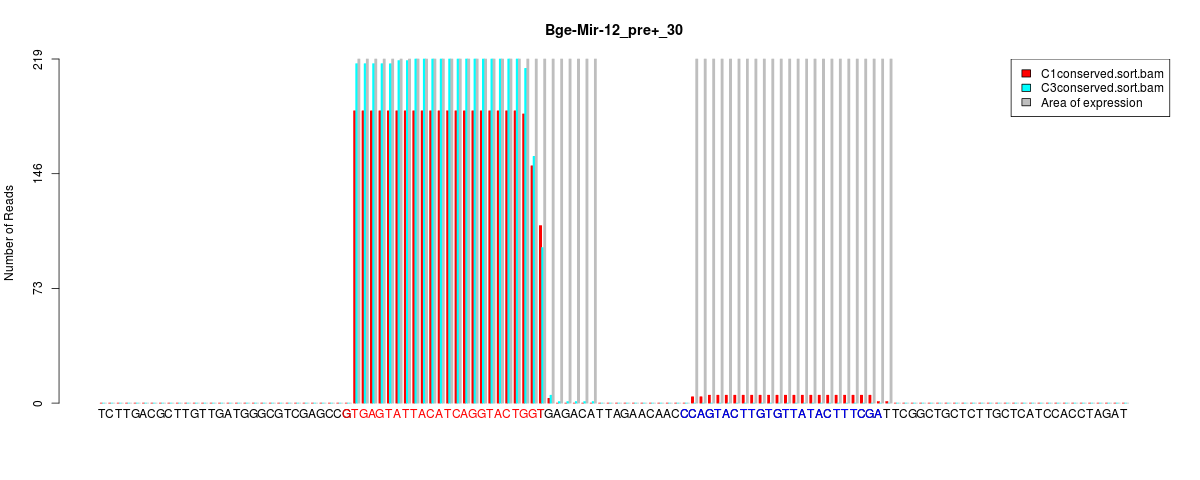 Bge-Mir-12_pre+_30
219
146
73
0
Number of Reads
C1conserved.sort.bam
C3conserved.sort.bam
Area of expression
TCTTGACGCTTGTTGATGGGCGTCGAGCCGTGAGTATTACATCAGGTACTGGTGAGACATTAGAACAACCCAGTACTTGTGTTATACTTTCGATTCGGCTGCTCTTGCTCATCCACCTAGAT